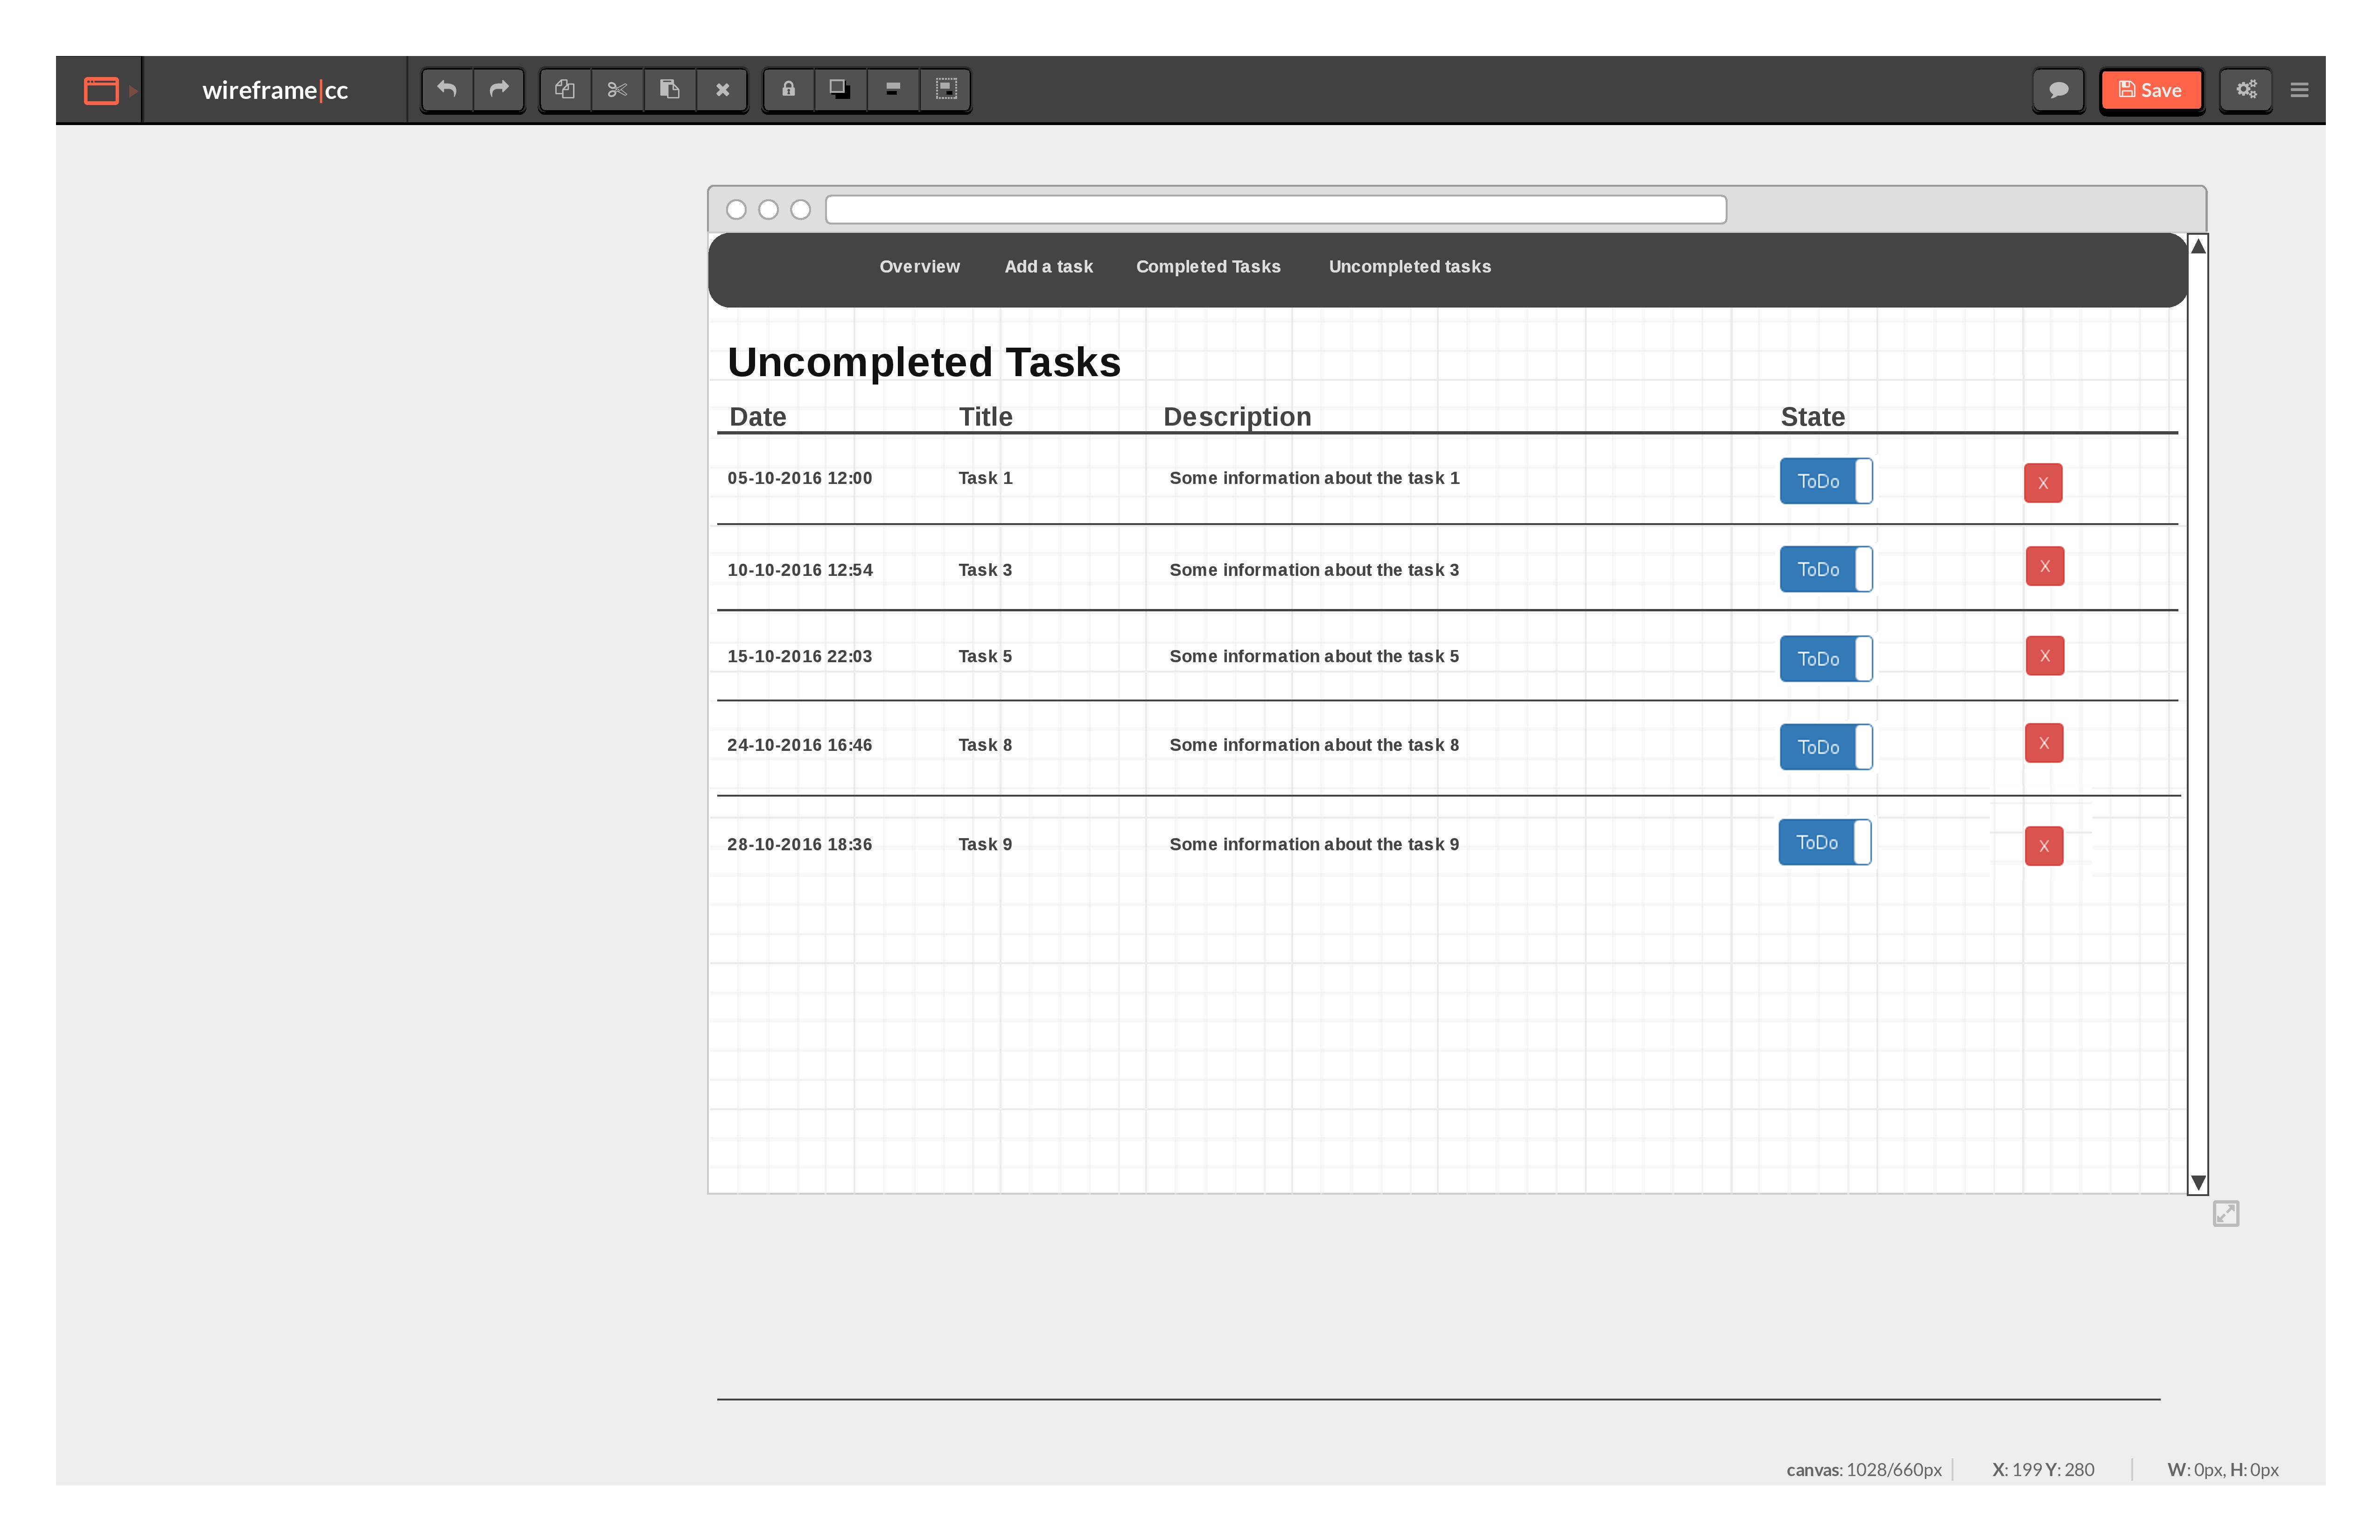 wireframe|cc Save
Overview Add a task Completed Tasks Uncompleted tasks
Uncompleted Tasks
Date Title Description State
05-10-2016 12:00 Task 1 Some information about the task 1 ToDo X
10-10-2016 12:54 Task 3 Some information about the task 3 ToDo X
15-10-2016 22:03 Task 5 Some information about the task 5 ToDo X
24-10-2016 16:46 Task 8 Some information about the task 8 ToDo X
28-10-2016 18:36 Task 9 Some information about the task 9 ToDo X
canvas: 1028/660px X: 199 Y: 280 W: 0px, H: 0px